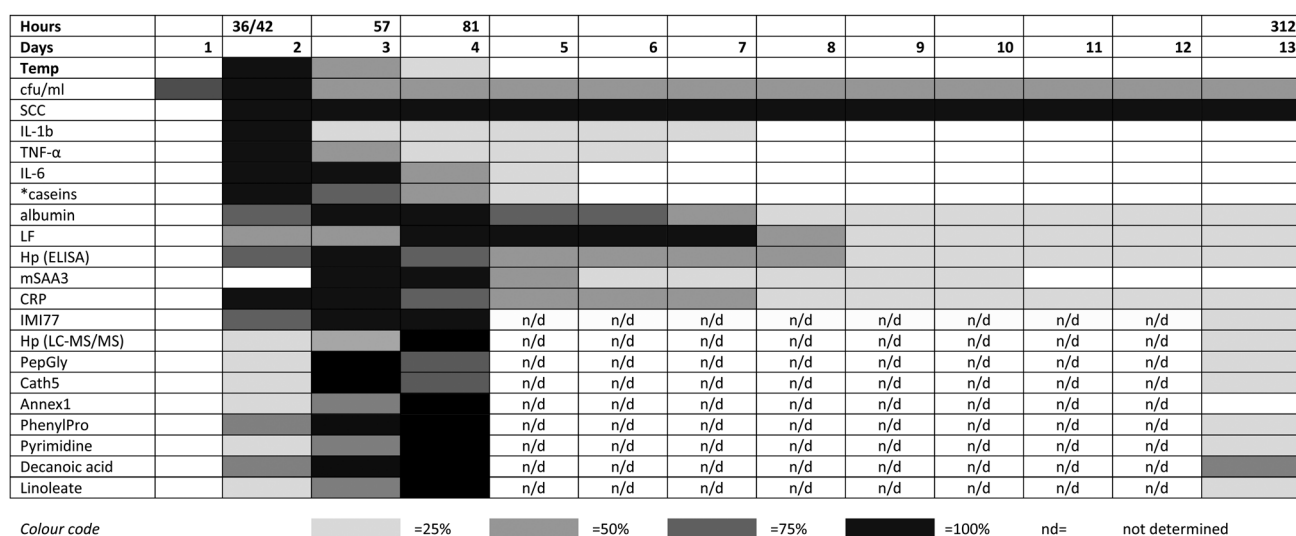 Hours 36/42 57 81 312
Days 1 2 3 4 5 6 7 8 9 10 11 12 13
Temp
cfu/ml
SCC
IL-1b
TNF-α
IL-6
*caseins
albumin
LF
Hp (ELISA)
mSAA3
CRP
IMI77 n/d n/d n/d n/d n/d n/d n/d n/d
Hp (LC-MS/MS) n/d n/d n/d n/d n/d n/d n/d n/d
PepGly n/d n/d n/d n/d n/d n/d n/d n/d
Cath5 n/d n/d n/d n/d n/d n/d n/d n/d
Annex1 n/d n/d n/d n/d n/d n/d n/d n/d
PhenylPro n/d n/d n/d n/d n/d n/d n/d n/d
Pyrimidine n/d n/d n/d n/d n/d n/d n/d n/d
Decanoic acid n/d n/d n/d n/d n/d n/d n/d n/d
Linoleate n/d n/d n/d n/d n/d n/d n/d n/d
Colour code =25% =50% =75% =100% nd= not determined